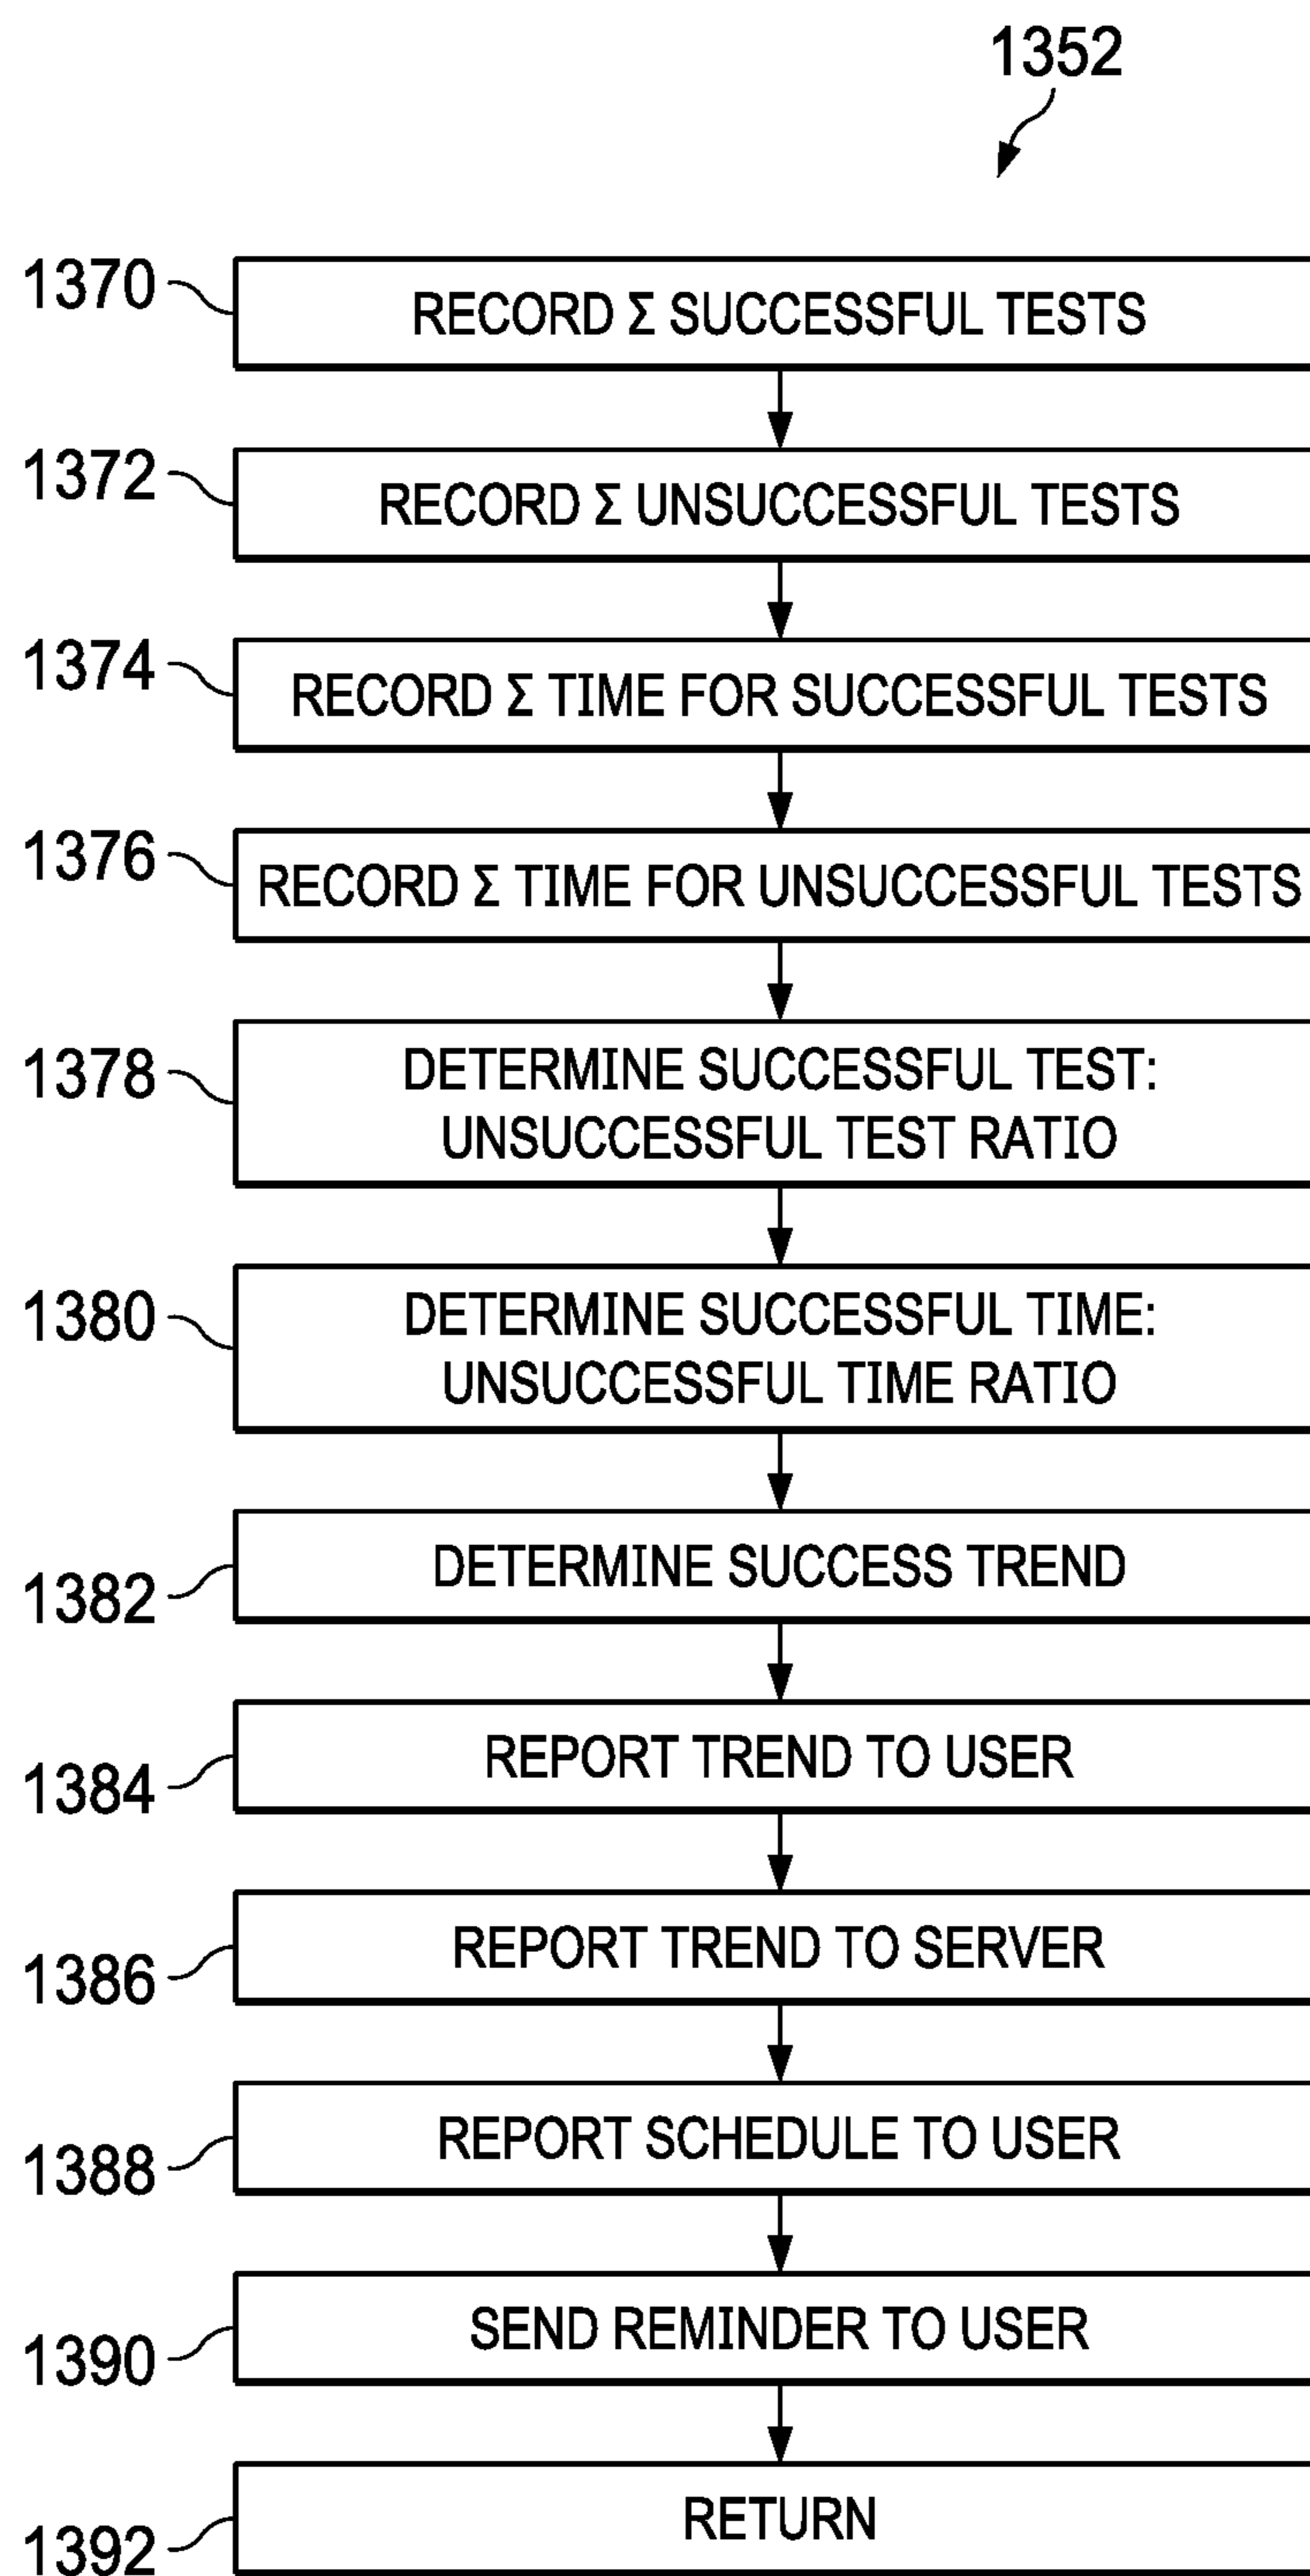 1352
1370
RECORD Σ SUCCESSFUL TESTS
1372
RECORD Σ UNSUCCESSFUL TESTS
1374
RECORD Σ TIME FOR SUCCESSFUL TESTS
1376
RECORD Σ TIME FOR UNSUCCESSFUL TESTS
1378
DETERMINE SUCCESSFUL TEST:
UNSUCCESSFUL TEST RATIO
1380
DETERMINE SUCCESSFUL TIME:
UNSUCCESSFUL TIME RATIO
1382
DETERMINE SUCCESS TREND
1384
REPORT TREND TO USER
1386
REPORT TREND TO SERVER
1388
REPORT SCHEDULE TO USER
1390
SEND REMINDER TO USER
1392
RETURN